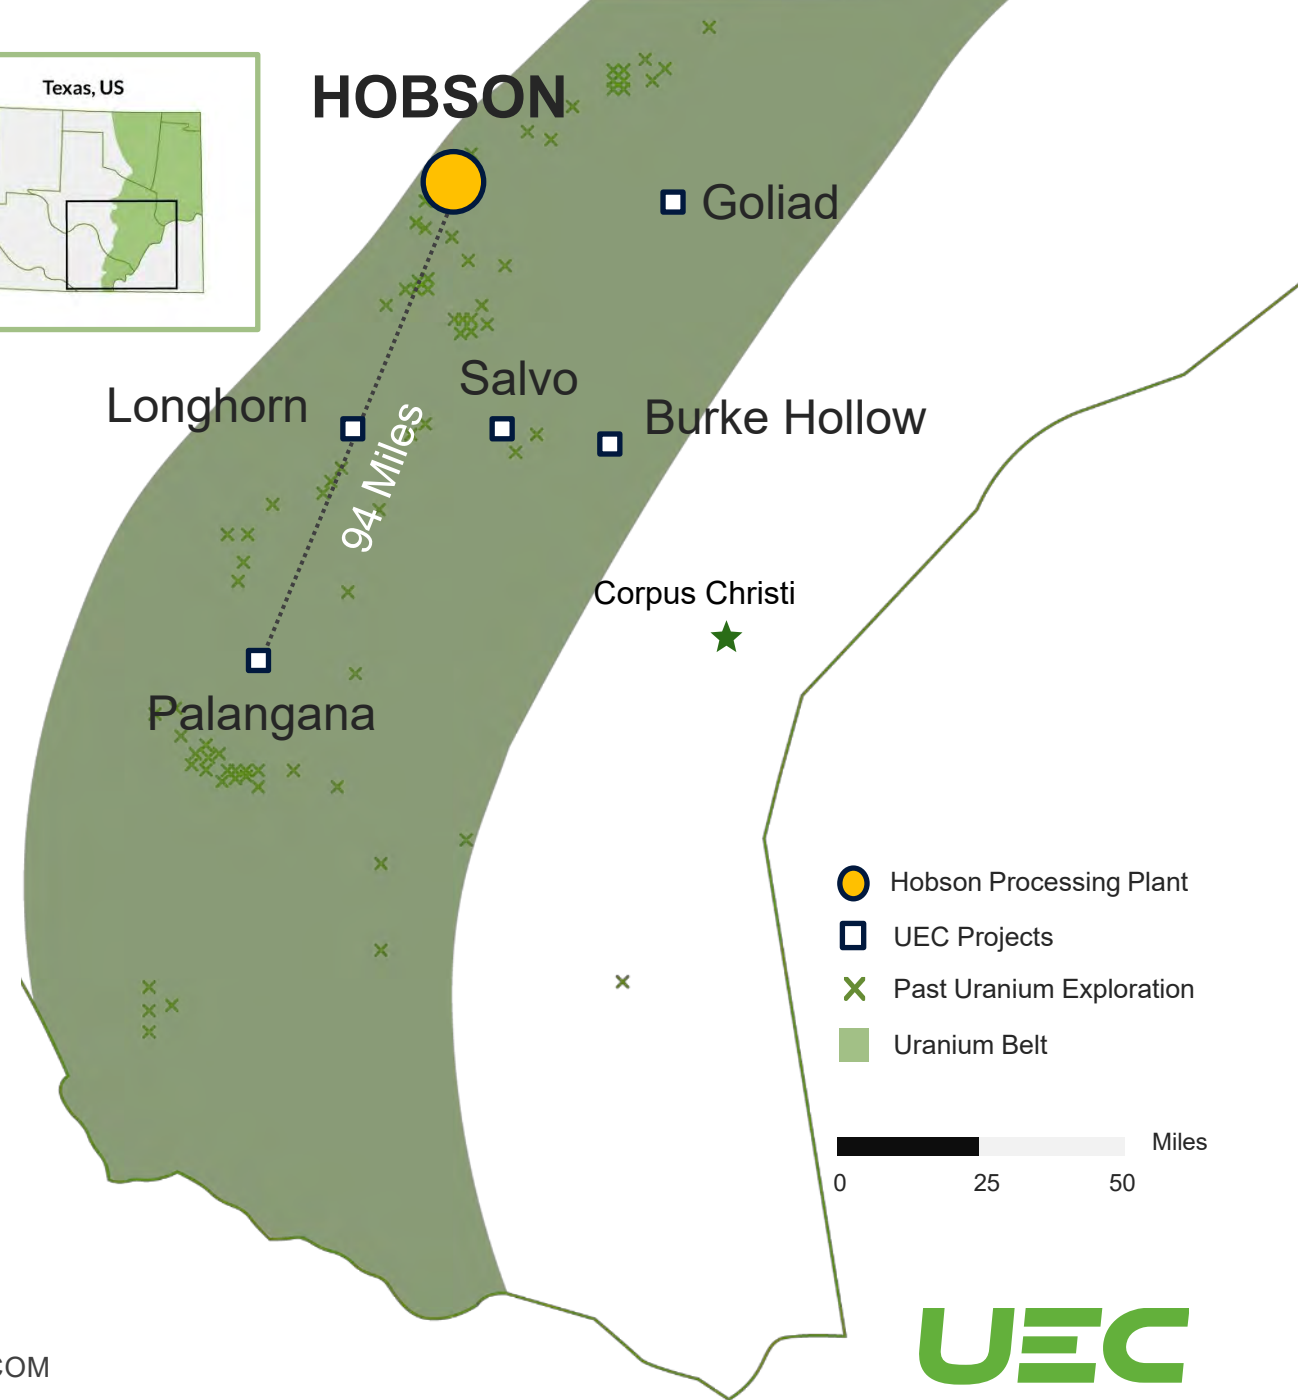 Texas, US
HOBSON
Goliad
Salvo
Longhorn
Burke Hollow
94 Miles
Corpus Christi
Palangana
Hobson Processing Plant
UEC Projects
Past Uranium Exploration
Uranium Belt
Miles
0 25 50
UEC
COM